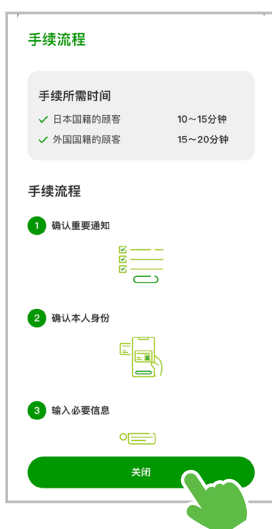 手续流程
手续所需时间
日本国籍的顾客 10～15分钟
外国国籍的顾客 15～20分钟
手续流程
1 确认重要通知
2 确认本人身份
3 输入必要信息
关闭